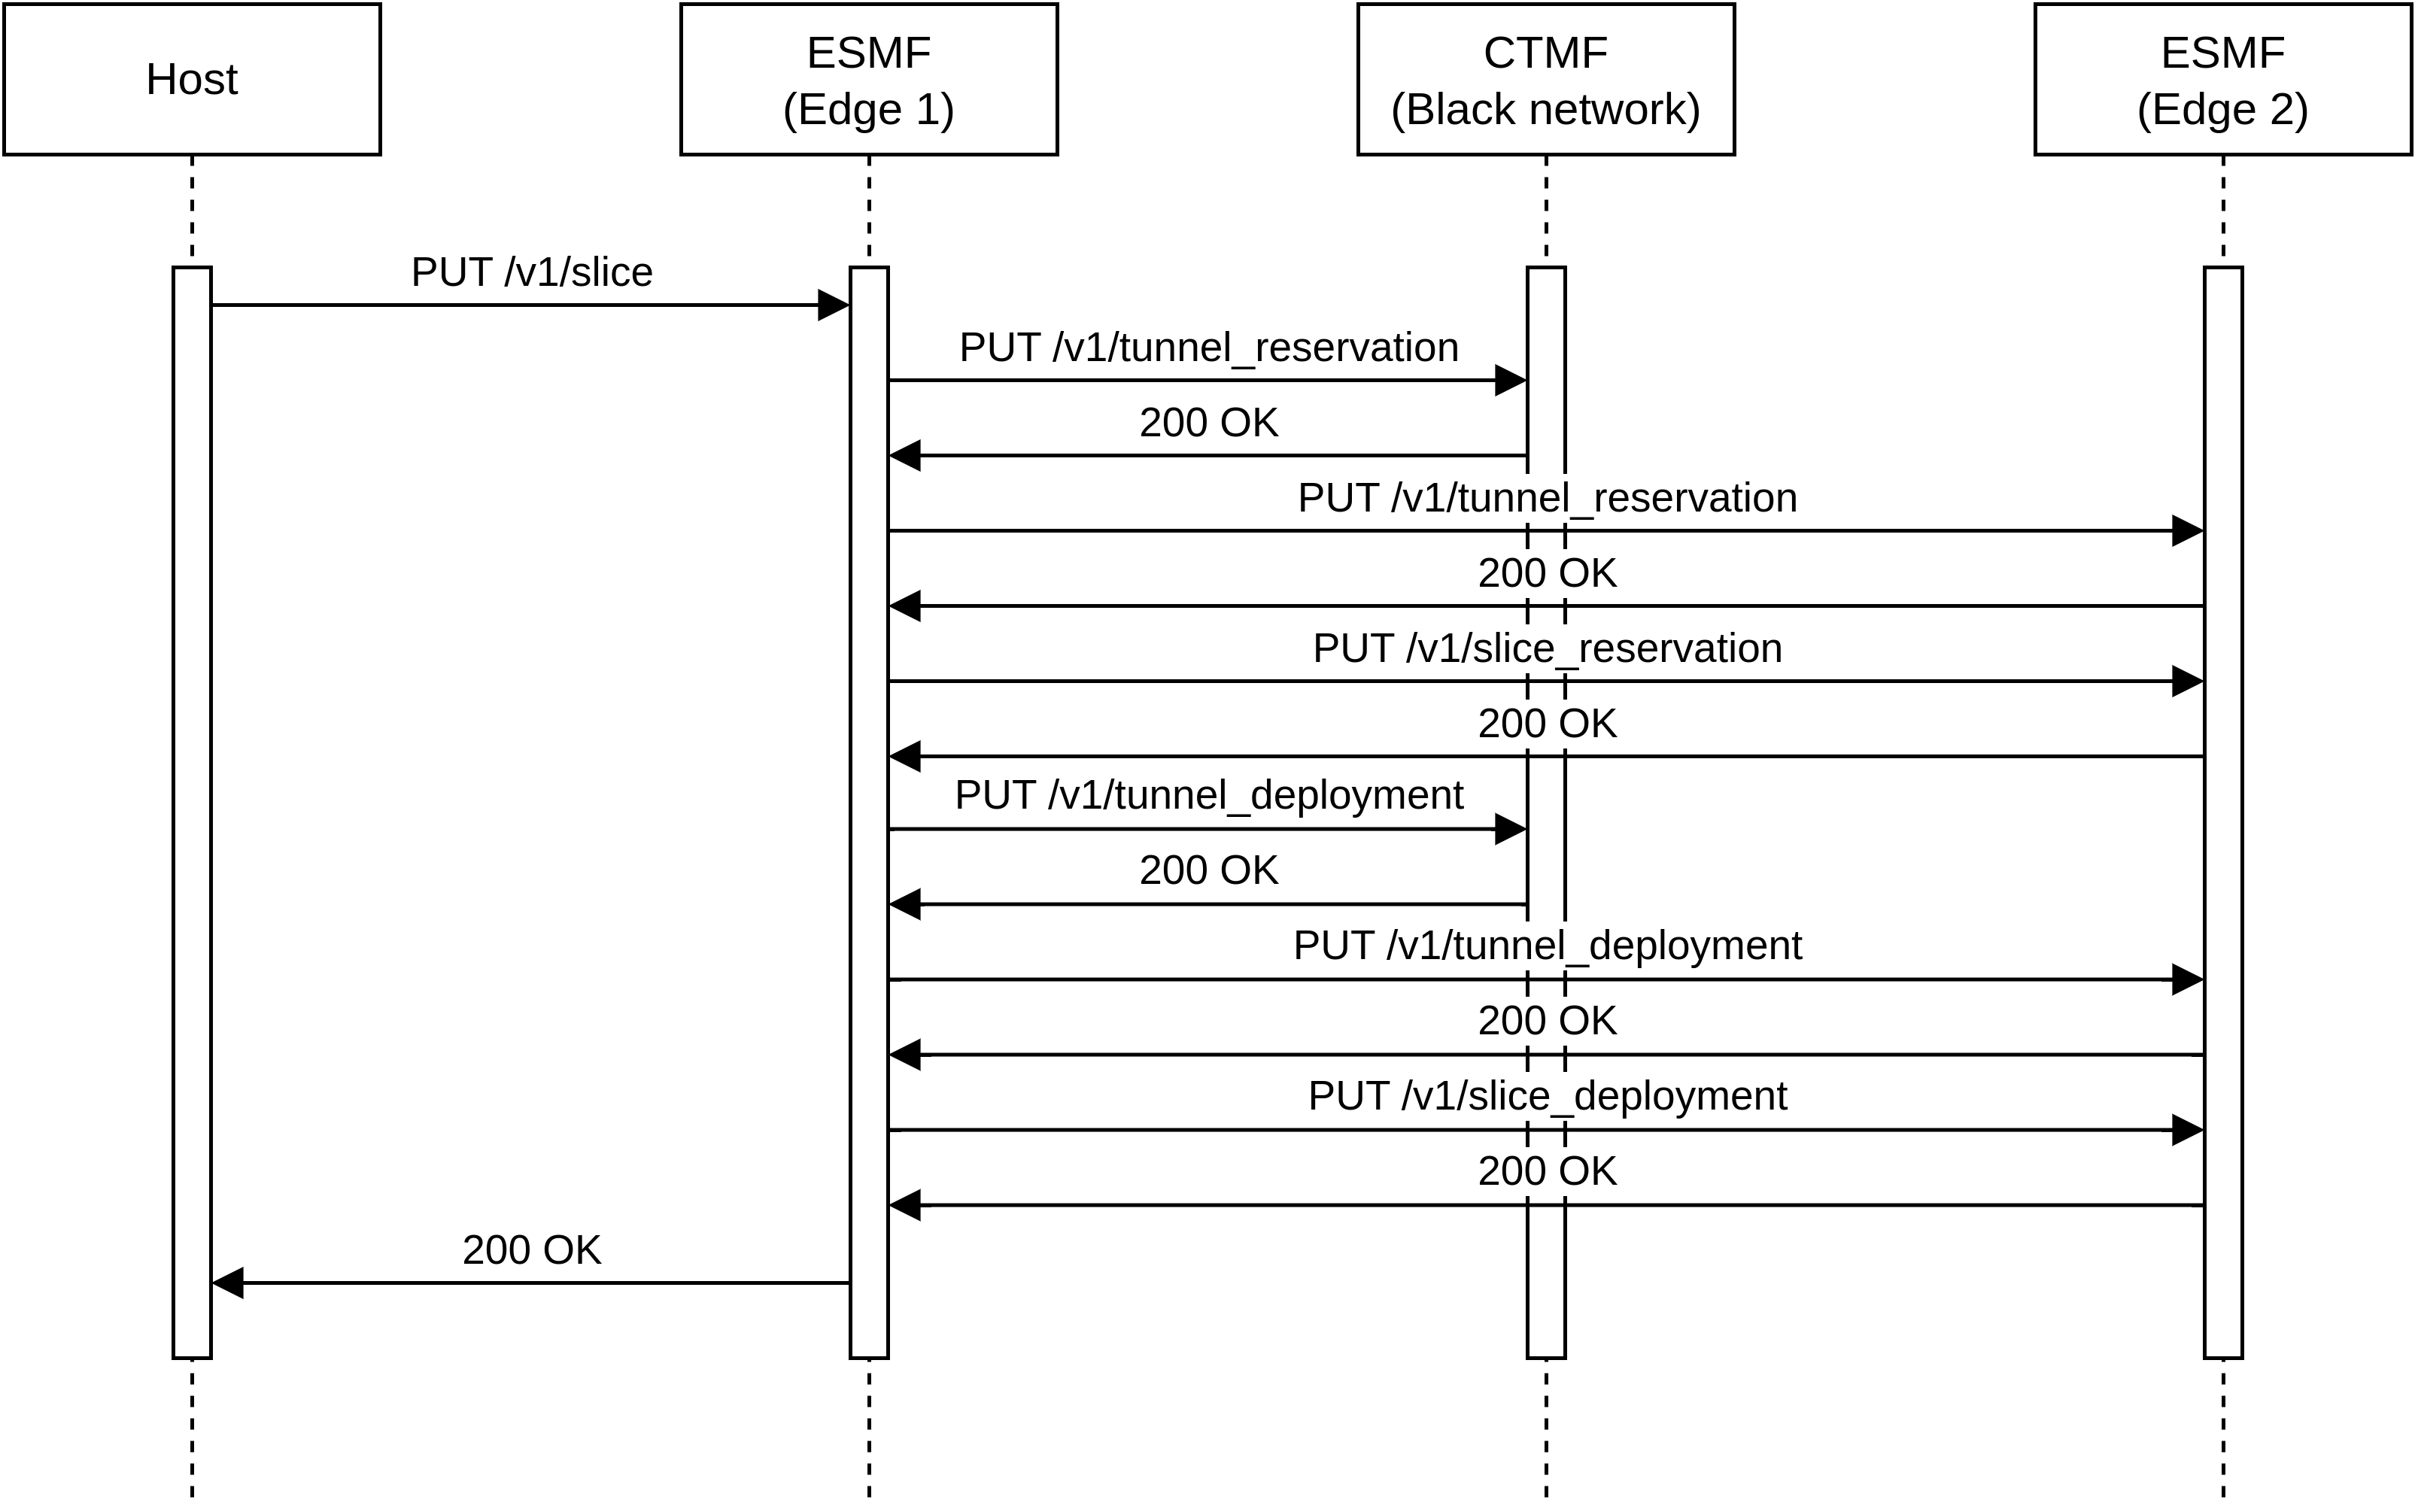 Host
ESMF
(Edge 1)
CTMF
(Black network)
ESMF
(Edge 2)
PUT /v1/slice
PUT /v1/tunnel_reservation
200 OK
PUT /v1/tunnel_reservation
200 OK
PUT /v1/slice_reservation
200 OK
PUT /v1/tunnel_deployment
200 OK
PUT /v1/tunnel_deployment
200 OK
PUT /v1/slice_deployment
200 OK
200 OK